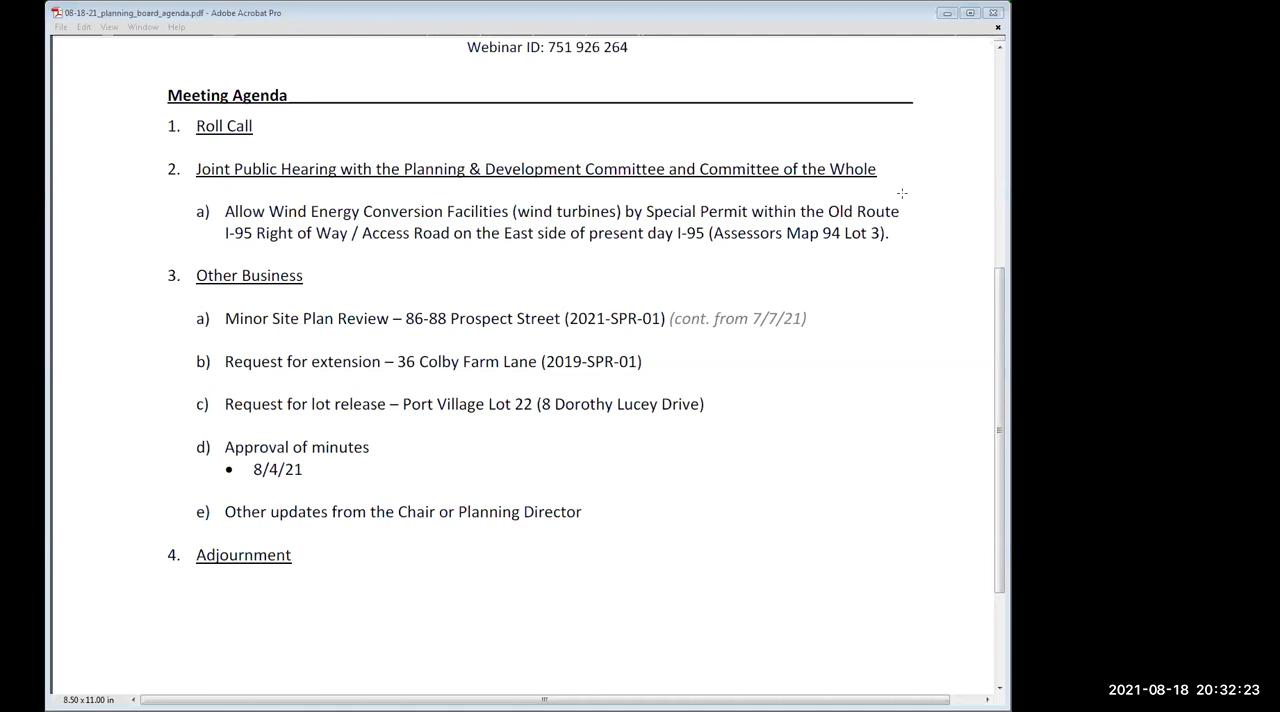 08-18-21_planning_board_agenda.pdf - Adobe Acrobat Pro
File Edit View Window Help
Webinar ID: 751 926 264
Meeting Agenda
1. Roll Call
2. Joint Public Hearing with the Planning & Development Committee and Committee of the Whole
a) Allow Wind Energy Conversion Facilities (wind turbines) by Special Permit within the Old Route
I-95 Right of Way / Access Road on the East side of present day I-95 (Assessors Map 94 Lot 3).
3. Other Business
a) Minor Site Plan Review – 86-88 Prospect Street (2021-SPR-01) (cont. from 7/7/21)
b) Request for extension – 36 Colby Farm Lane (2019-SPR-01)
c) Request for lot release – Port Village Lot 22 (8 Dorothy Lucey Drive)
d) Approval of minutes
• 8/4/21
e) Other updates from the Chair or Planning Director
4. Adjournment
8.50 x 11.00 in
2021-08-18 20:32:23